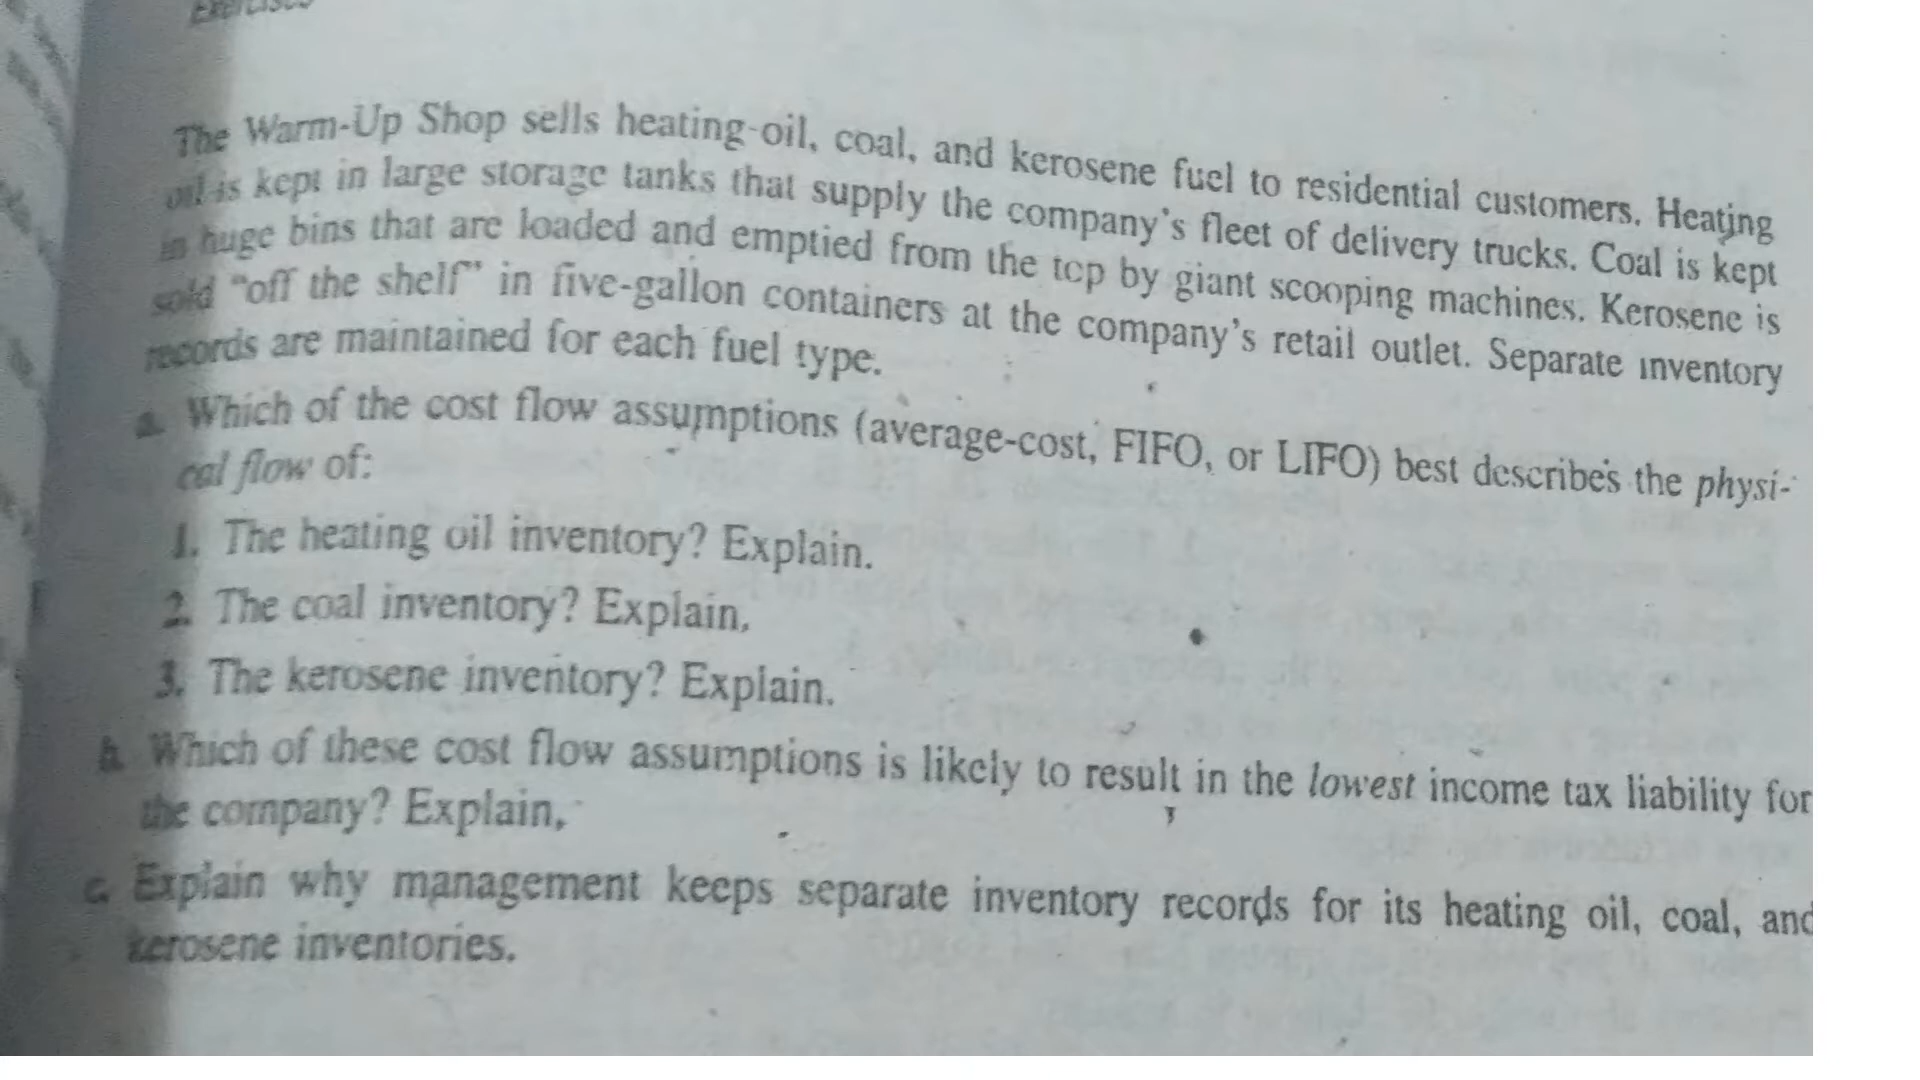 Exercises
The Warm-Up Shop sells heating oil, coal, and kerosene fuel to residential customers. Heating
oil is kept in large storage tanks that supply the company's fleet of delivery trucks. Coal is kept
in huge bins that are loaded and emptied from the top by giant scooping machines. Kerosene is
sold "off the shelf" in five-gallon containers at the company's retail outlet. Separate inventory
records are maintained for each fuel type.
a. Which of the cost flow assumptions (average-cost, FIFO, or LIFO) best describes the physi-
cal flow of:
1. The heating oil inventory? Explain.
2. The coal inventory? Explain.
3. The kerosene inventory? Explain.
b. Which of these cost flow assumptions is likely to result in the lowest income tax liability for
the company? Explain.
c. Explain why management keeps separate inventory records for its heating oil, coal, and
kerosene inventories.